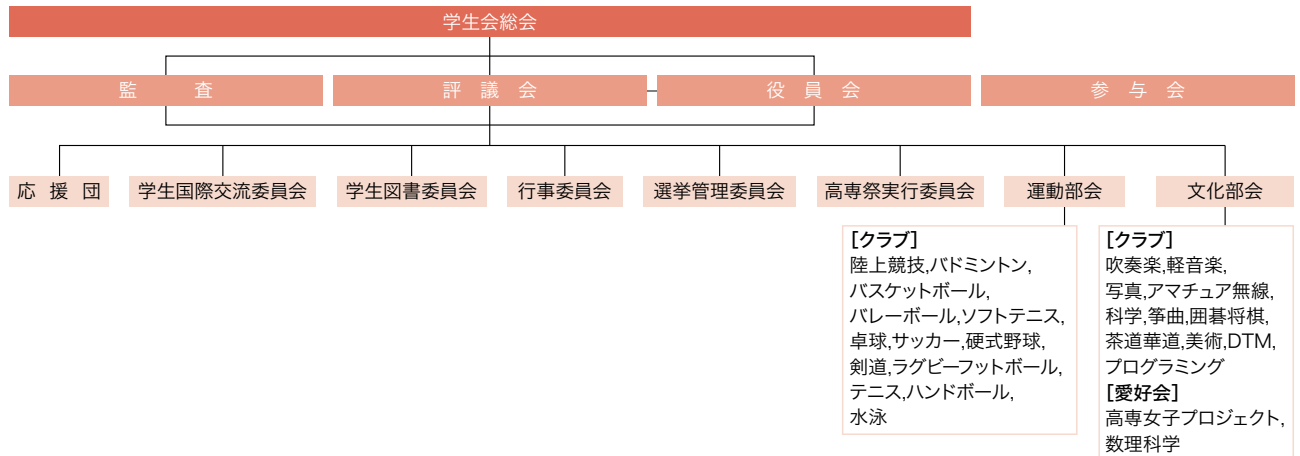 学生会総会
監査
評議会
役員会
参与会
応援団
学生国際交流委員会
学生図書委員会
行事委員会
選挙管理委員会
高専祭実行委員会
運動部会
文化部会
[クラブ]
陸上競技,バドミントン,
バスケットボール,
バレーボール,ソフトテニス,
卓球,サッカー,硬式野球,
剣道,ラグビーフットボール,
テニス,ハンドボール,
水泳
[クラブ]
吹奏楽,軽音楽,
写真,アマチュア無線,
科学,箏曲,囲碁将棋,
茶道華道,美術,DTM,
プログラミング
[愛好会]
高専女子プロジェクト,
数理科学